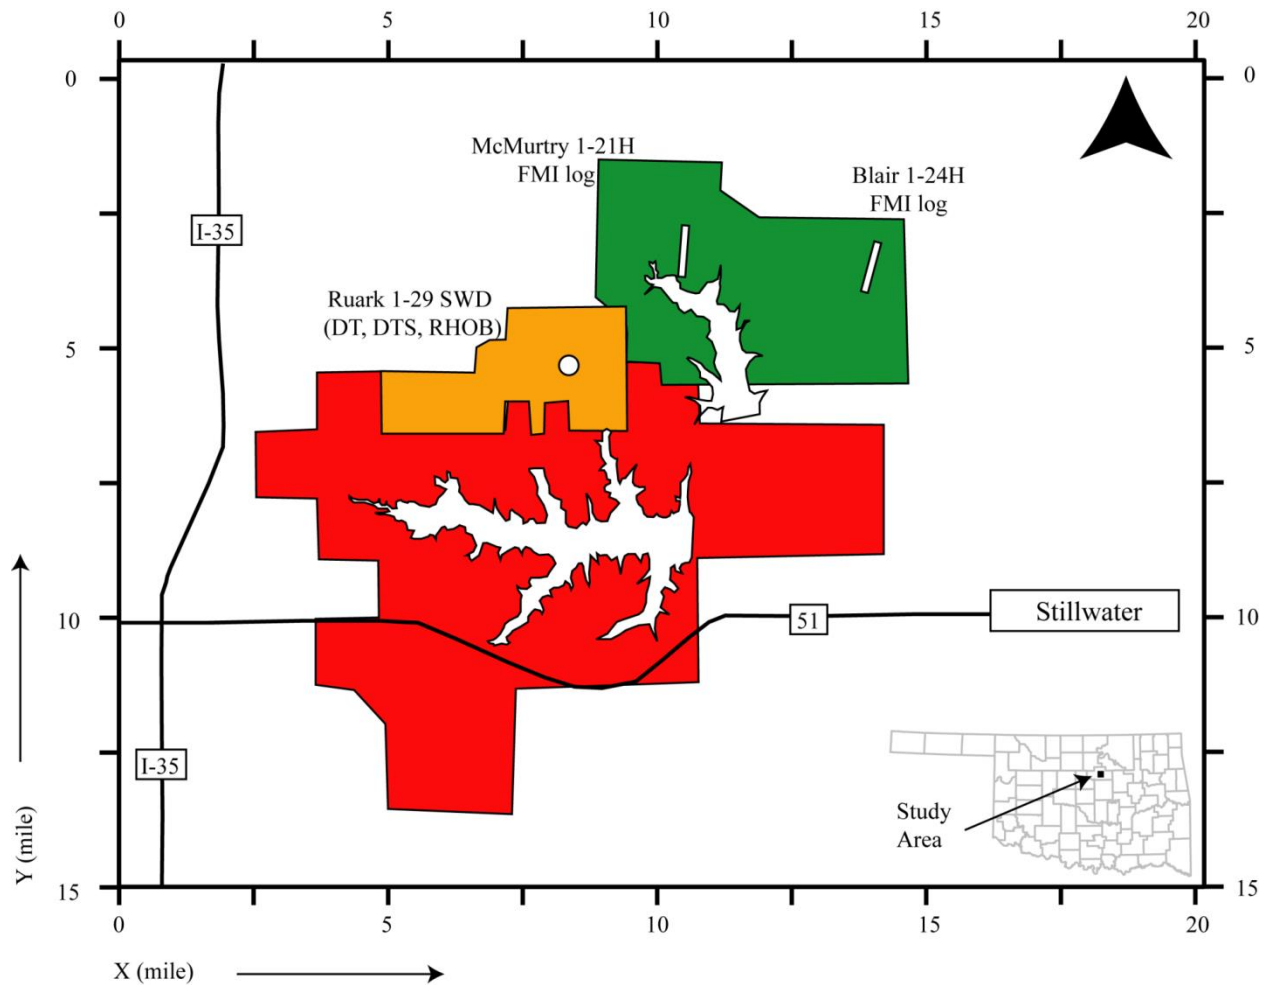 0 5 10 15 20
0 0
McMurtry 1-21H
FMI log
Blair 1-24H
FMI log
I-35
Ruark 1-29 SWD
(DT, DTS, RHOB)
5 5
10 10
51
Stillwater
I-35
Study
Area
Y (mile)
15 15
0 5 10 15 20
X (mile)